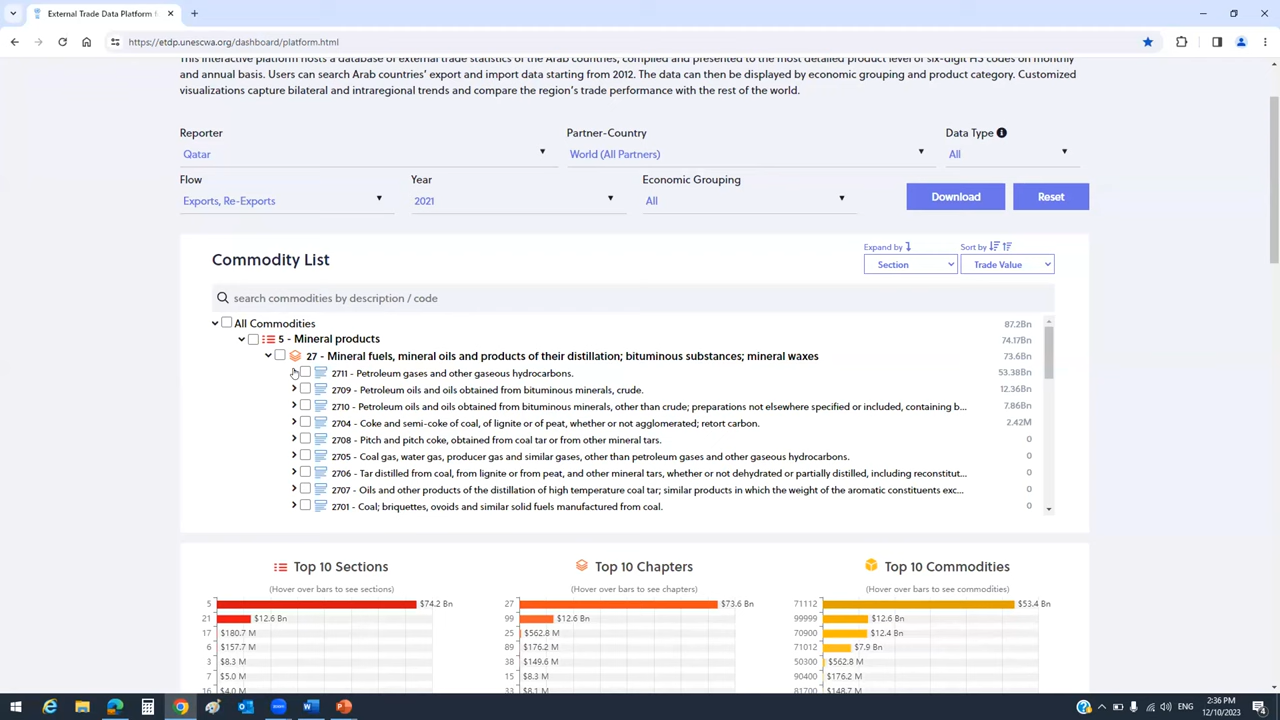 External Trade Data Platform f
https://etdp.unescwa.org/dashboard/platform.html
This interactive platform hosts a database of external trade statistics of the Arab countries, compiled and presented to the most detailed product level of six-digit HS codes on monthly
and annual basis. Users can search Arab countries' export and import data starting from 2012. The data can then be displayed by economic grouping and product category. Customized
visualizations capture bilateral and intraregional trends and compare the region's trade performance with the rest of the world.
Reporter
Partner-Country
Data Type
Qatar
World (All Partners)
All
Flow
Year
Economic Grouping
Exports, Re-Exports
2021
All
Download
Reset
Commodity List
Expand by
Sort by
Section
Trade Value
search commodities by description / code
All Commodities 87.2Bn
5 - Mineral products 74.17Bn
27 - Mineral fuels, mineral oils and products of their distillation; bituminous substances; mineral waxes 73.6Bn
2711 - Petroleum gases and other gaseous hydrocarbons. 53.38Bn
2709 - Petroleum oils and oils obtained from bituminous minerals, crude. 12.36Bn
2710 - Petroleum oils and oils obtained from bituminous minerals, other than crude; preparations not elsewhere specified or included, containing b... 7.86Bn
2704 - Coke and semi-coke of coal, of lignite or of peat, whether or not agglomerated; retort carbon. 2.42M
2708 - Pitch and pitch coke, obtained from coal tar or from other mineral tars. 0
2705 - Coal gas, water gas, producer gas and similar gases, other than petroleum gases and other gaseous hydrocarbons. 0
2706 - Tar distilled from coal, from lignite or from peat, and other mineral tars, whether or not dehydrated or partially distilled, including reconstitut... 0
2707 - Oils and other products of the distillation of high temperature coal tar; similar products in which the weight of the aromatic constituents exc... 0
2701 - Coal; briquettes, ovoids and similar solid fuels manufactured from coal. 0
Top 10 Sections
(Hover over bars to see sections)
5 $74.2 Bn
21 $12.6 Bn
17 $180.7 M
6 $157.7 M
3 $8.3 M
7 $5.0 M
16 $4.0 M
Top 10 Chapters
(Hover over bars to see chapters)
27 $73.6 Bn
99 $12.6 Bn
25 $562.8 M
89 $176.2 M
38 $149.6 M
15 $8.3 M
33 $8.1 M
Top 10 Commodities
(Hover over bars to see commodities)
71112 $53.4 Bn
99999 $12.6 Bn
70900 $12.4 Bn
71012 $7.9 Bn
50300 $562.8 M
90400 $176.2 M
81700 $148.7 M
ENG
2:36 PM
12/10/2023
4